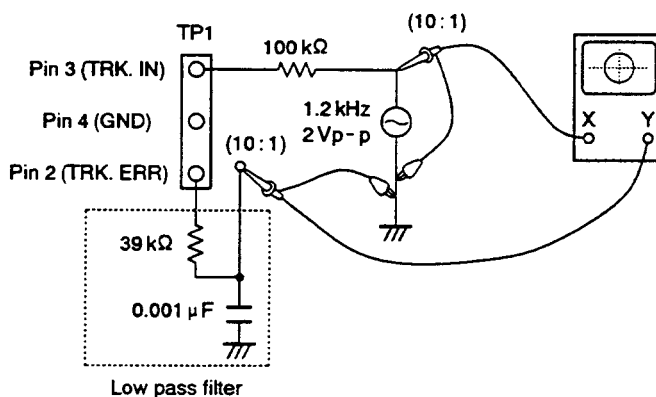 TP1
(10 : 1)
100 kΩ
Pin 3 (TRK. IN)
Pin 4 (GND)
1.2 kHz
2 Vp - p
X Y
(10 : 1)
Pin 2 (TRK. ERR)
39 kΩ
0.001 µF
Low pass filter